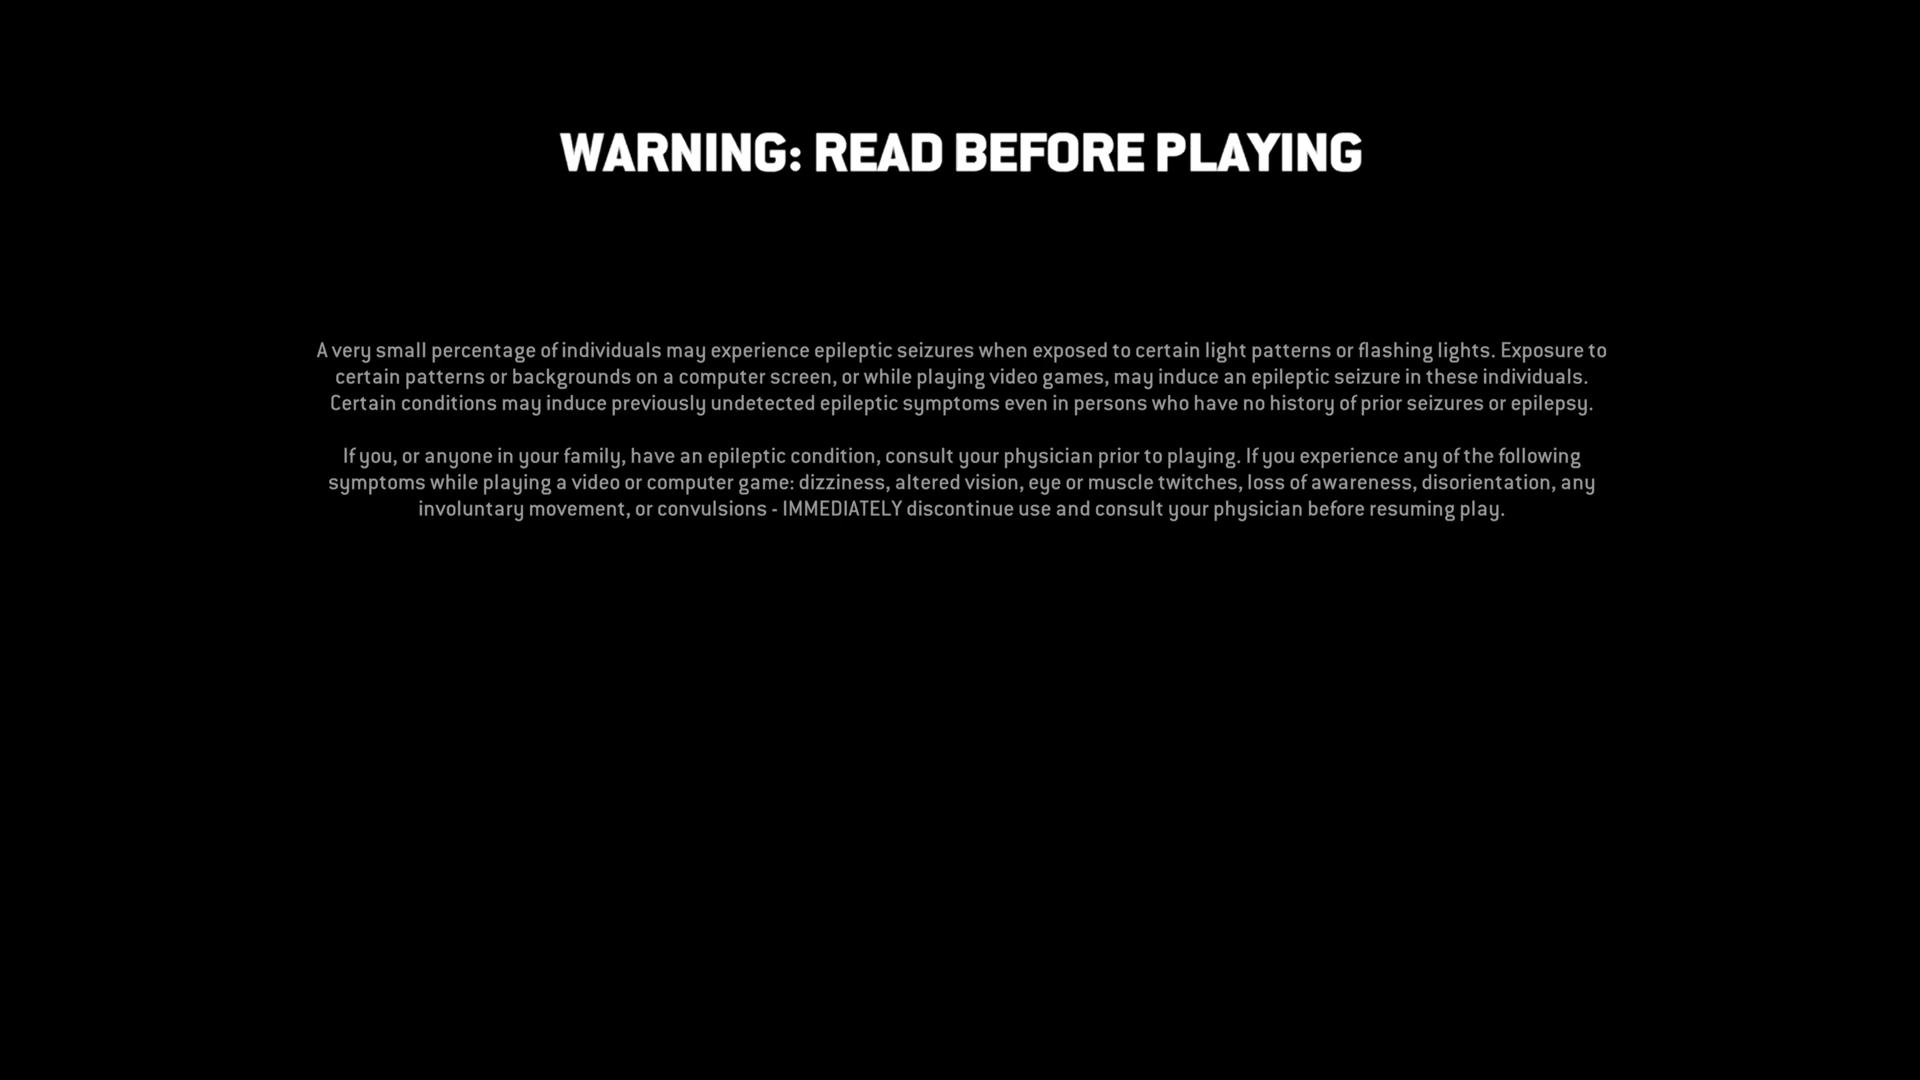 WARNING: READ BEFORE PLAYING
A very small percentage of individuals may experience epileptic seizures when exposed to certain light patterns or flashing lights. Exposure to
certain patterns or backgrounds on a computer screen, or while playing video games, may induce an epileptic seizure in these individuals.
Certain conditions may induce previously undetected epileptic symptoms even in persons who have no history of prior seizures or epilepsy.
If you, or anyone in your family, have an epileptic condition, consult your physician prior to playing. If you experience any of the following
symptoms while playing a video or computer game: dizziness, altered vision, eye or muscle twitches, loss of awareness, disorientation, any
involuntary movement, or convulsions - IMMEDIATELY discontinue use and consult your physician before resuming play.